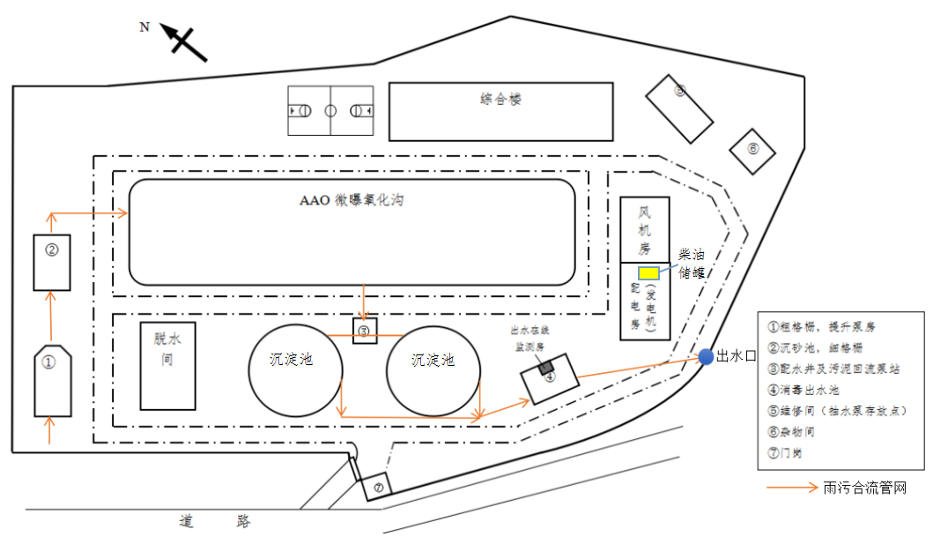 N
综合楼
⑤
⑥
AAO 微曝氧化沟
风机房
柴油
储罐
配电房
（发电机）
②
①
③
脱水间
沉淀池
沉淀池
出水在线
监测房
④
出水口
⑦
道 路
①粗格栅，提升泵房
②沉砂池，细格栅
③配水井及污泥回流泵站
④消毒出水池
⑤维修间（抽水泵存放点）
⑥杂物间
⑦门岗
雨污合流管网